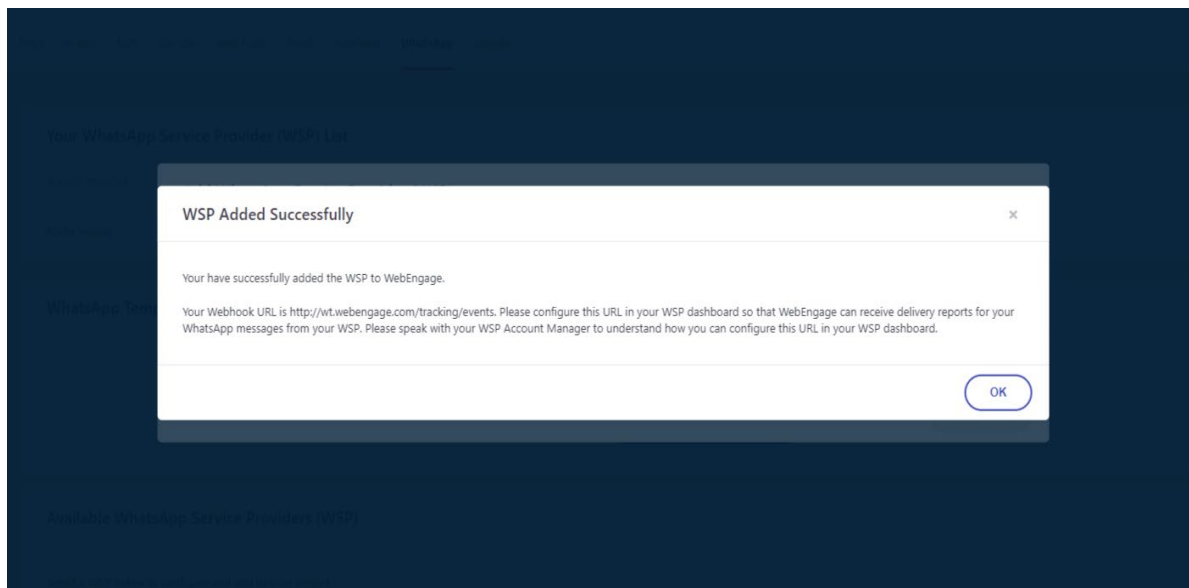 WhatsApp
Your WhatsApp Service Provider (WSP) List
WSP Added Successfully
×
Your have successfully added the WSP to WebEngage.
Your Webhook URL is http://wt.webengage.com/tracking/events. Please configure this URL in your WSP dashboard so that WebEngage can receive delivery reports for your
WhatsApp messages from your WSP. Please speak with your WSP Account Manager to understand how you can configure this URL in your WSP dashboard.
WhatsApp
OK
Available WhatsApp Service Providers (WSP)